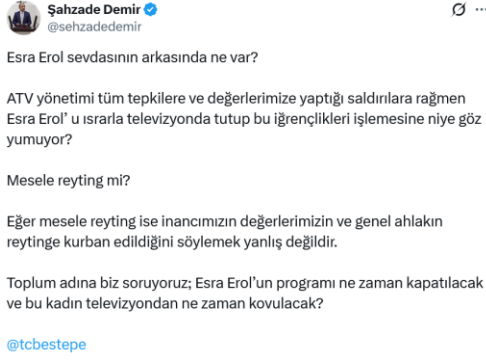 Şahzade Demir
@sehzadedemir
Esra Erol sevdasının arkasında ne var?
ATV yönetimi tüm tepkilere ve değerlerimize yaptığı saldırılara rağmen
Esra Erol' u ısrarla televizyonda tutup bu iğrençlikleri işlemesine niye göz
yumuyor?
Mesele reyting mi?
Eğer mesele reyting ise inancımızın değerlerimizin ve genel ahlakın
reytinge kurban edildiğini söylemek yanlış değildir.
Toplum adına biz soruyoruz; Esra Erol'un programı ne zaman kapatılacak
ve bu kadın televizyondan ne zaman kovulacak?
@tcbestepe